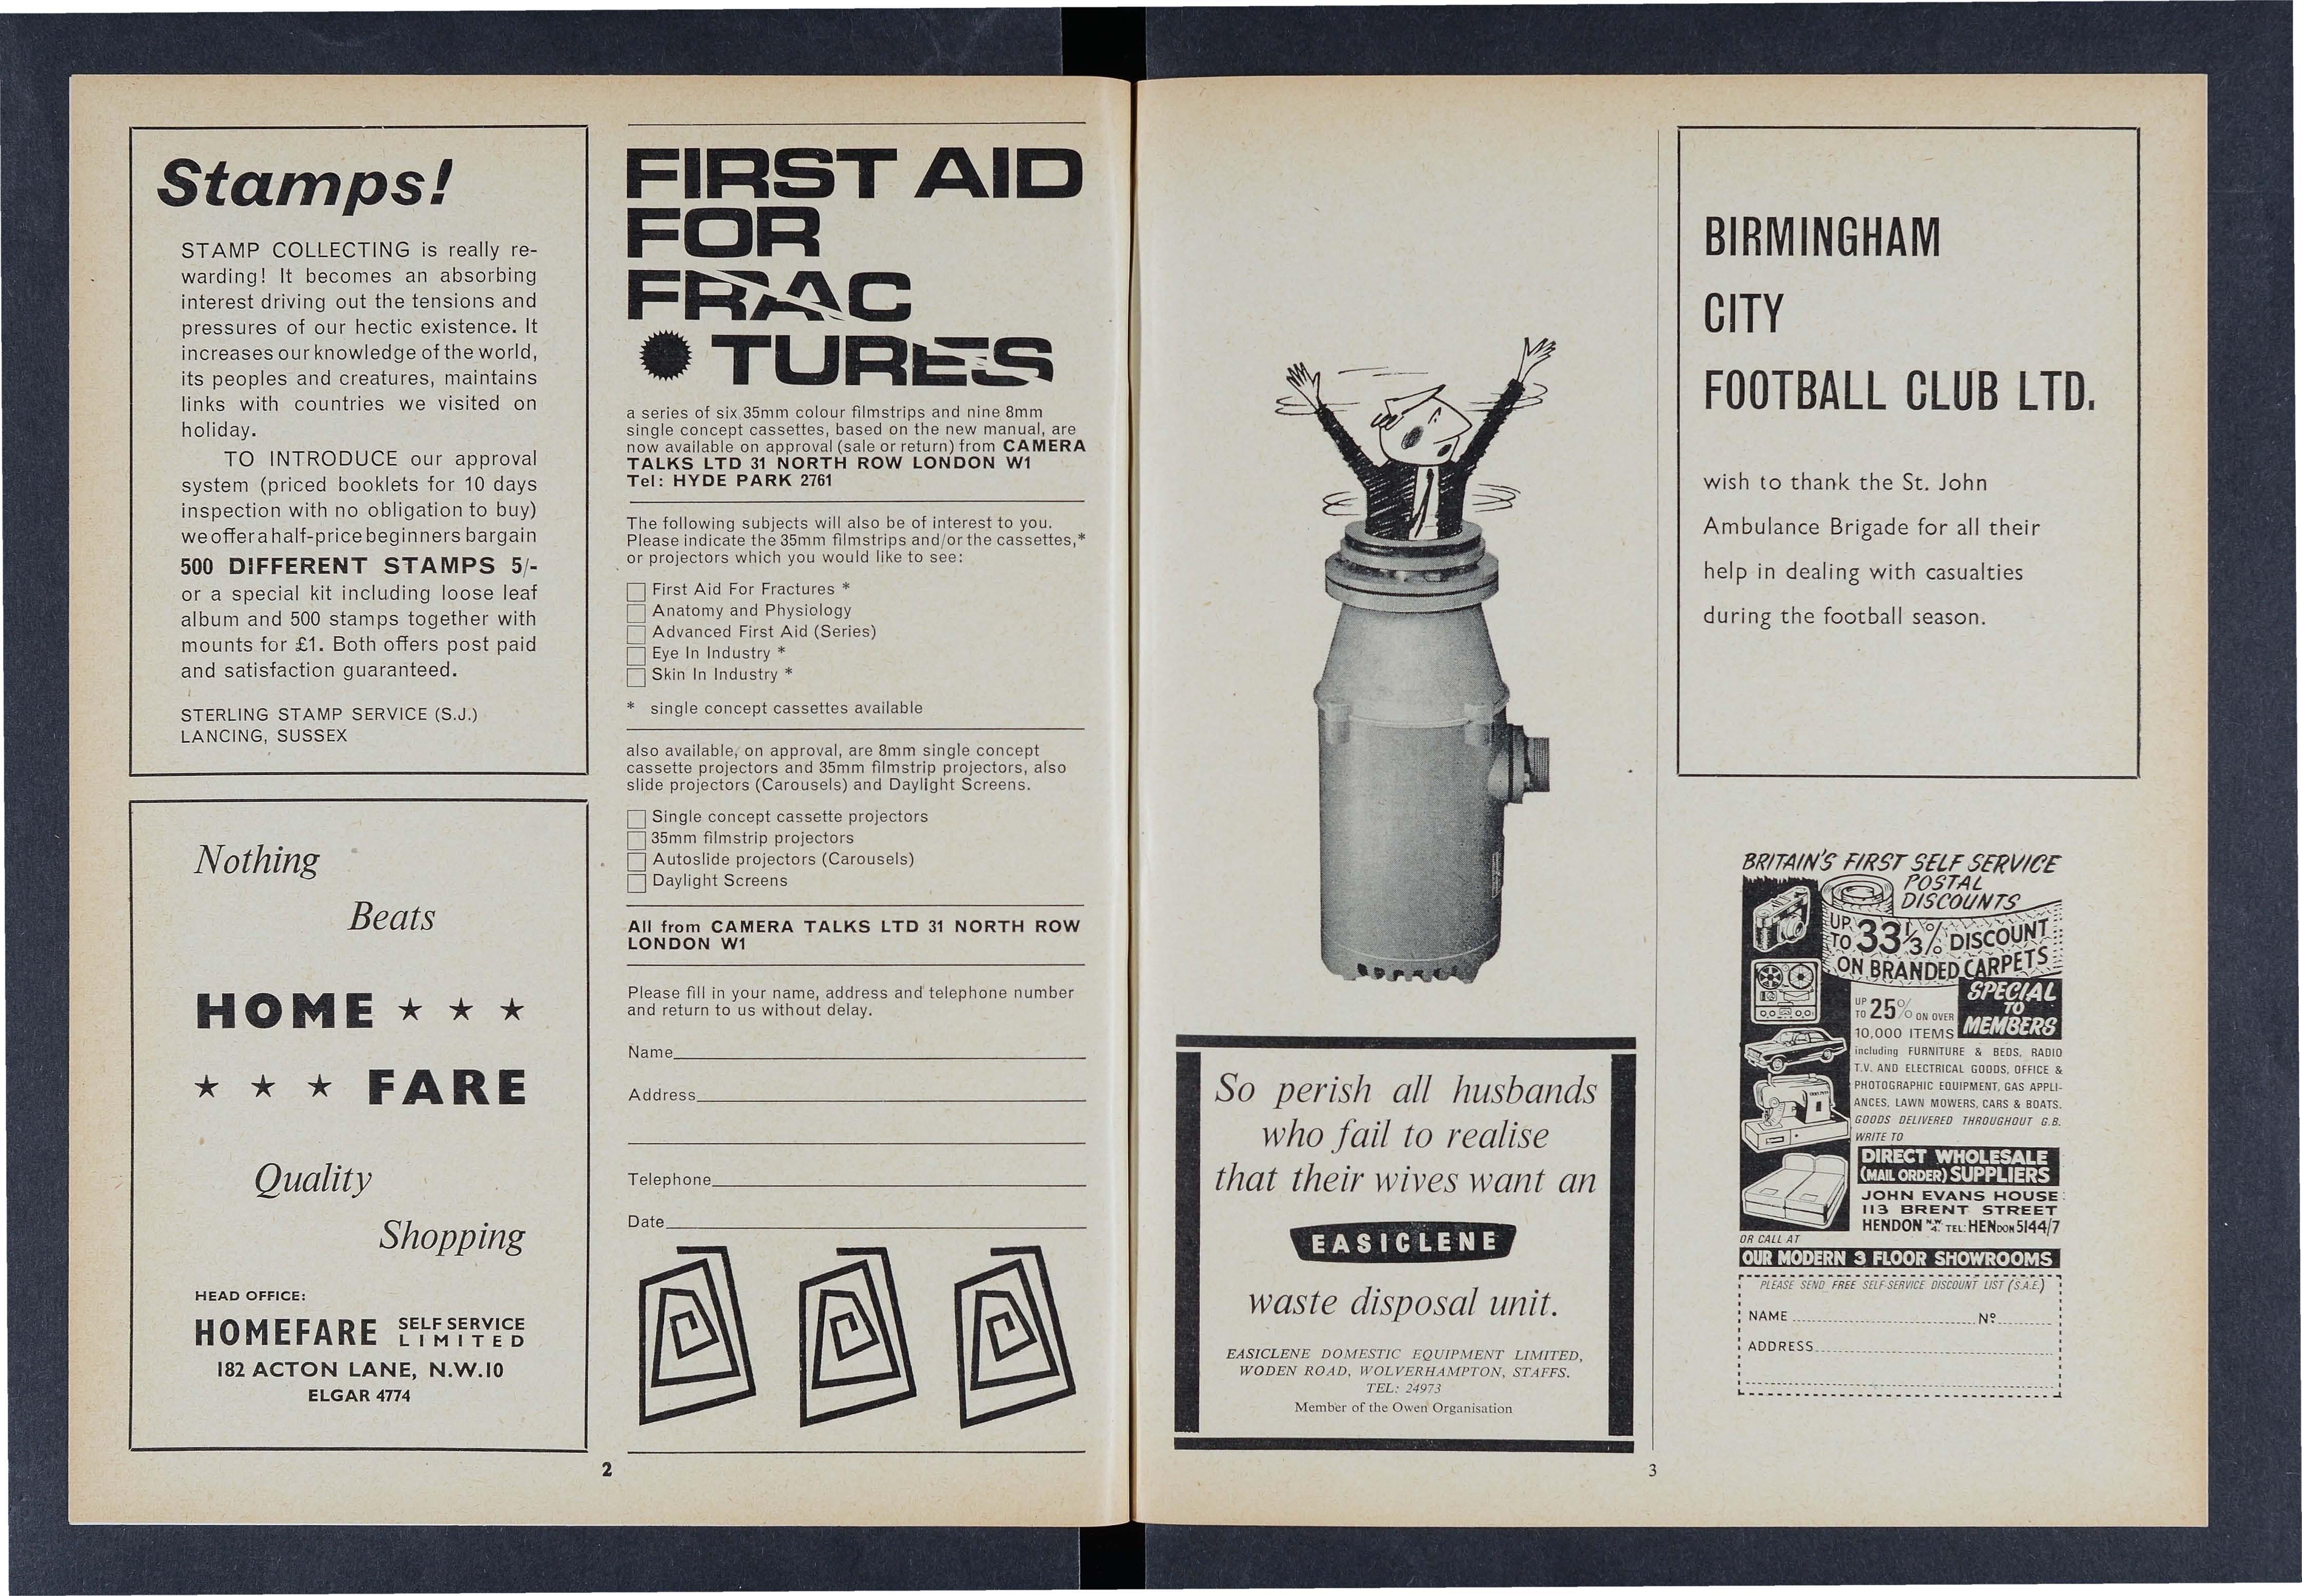 Stamps!
STAMP COLLECTING is really re-
warding! It becomes an absorbing
interest driving out the tensions and
pressures of our hectic existence. It
increases our knowledge of the world,
its peoples and creatures, maintains
links with countries we visited on
holiday.
TO INTRODUCE our approval
system (priced booklets for 10 days
inspection with no obligation to buy)
we offer a half-price beginners bargain
500 DIFFERENT STAMPS 5/-
or a special kit including loose leaf
album and 500 stamps together with
mounts for £1. Both offers post paid
and satisfaction guaranteed.
STERLING STAMP SERVICE (S.J.)
LANCING, SUSSEX
Nothing
Beats
HOME ★ ★ ★
★ ★ ★ FARE
Quality
Shopping
HEAD OFFICE:
HOMEFARE SELF SERVICE
LIMITED
182 ACTON LANE, N.W.10
ELGAR 4774
FIRST AID
FOR
FRAC
TURES
a series of six 35mm colour filmstrips and nine 8mm
single concept cassettes, based on the new manual, are
now available on approval (sale or return) from CAMERA
TALKS LTD 31 NORTH ROW LONDON W1
Tel: HYDE PARK 2761
The following subjects will also be of interest to you.
Please indicate the 35mm filmstrips and/or the cassettes,*
or projectors which you would like to see:
First Aid For Fractures *
Anatomy and Physiology
Advanced First Aid (Series)
Eye In Industry *
Skin In Industry *
* single concept cassettes available
also available, on approval, are 8mm single concept
cassette projectors and 35mm filmstrip projectors, also
slide projectors (Carousels) and Daylight Screens.
Single concept cassette projectors
35mm filmstrip projectors
Autoslide projectors (Carousels)
Daylight Screens
All from CAMERA TALKS LTD 31 NORTH ROW
LONDON W1
Please fill in your name, address and telephone number
and return to us without delay.
Name
Address
Telephone
Date
2
So perish all husbands
who fail to realise
that their wives want an
EASICLENE
waste disposal unit.
EASICLENE DOMESTIC EQUIPMENT LIMITED,
WODEN ROAD, WOLVERHAMPTON, STAFFS.
TEL: 24973
Member of the Owen Organisation
BIRMINGHAM
CITY
FOOTBALL CLUB LTD.
wish to thank the St. John
Ambulance Brigade for all their
help in dealing with casualties
during the football season.
BRITAIN'S FIRST SELF SERVICE
POSTAL
DISCOUNTS
UP TO 33⅓% DISCOUNT
ON BRANDED CARPETS
SPECIAL
TO
MEMBERS
UP TO 25% ON OVER
10,000 ITEMS
including FURNITURE & BEDS, RADIO
T.V. AND ELECTRICAL GOODS, OFFICE &
PHOTOGRAPHIC EQUIPMENT, GAS APPLI-
ANCES, LAWN MOWERS, CARS & BOATS.
GOODS DELIVERED THROUGHOUT G.B.
WRITE TO
DIRECT WHOLESALE
(MAIL ORDER) SUPPLIERS
JOHN EVANS HOUSE
113 BRENT STREET
HENDON N.W.4. TEL: HENDON 5144/7
OR CALL AT
OUR MODERN 3 FLOOR SHOWROOMS
PLEASE SEND FREE SELF-SERVICE DISCOUNT LIST (S.A.E.)
NAME Nº
ADDRESS
3